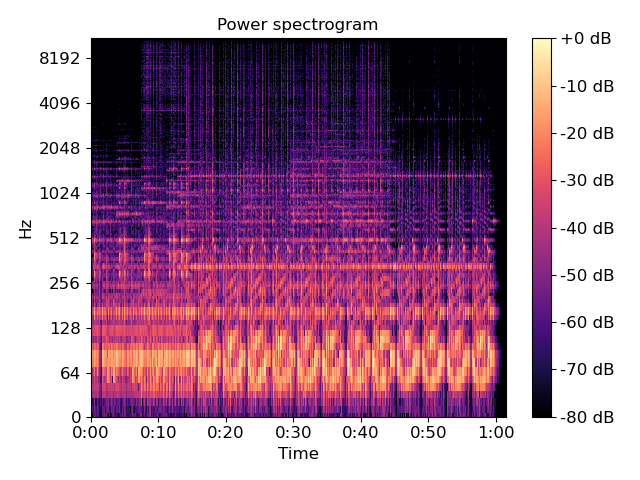 Power spectrogram
Hz
8192
4096
2048
1024
512
256
128
64
0
0:00 0:10 0:20 0:30 0:40 0:50 1:00
Time
+0 dB
-10 dB
-20 dB
-30 dB
-40 dB
-50 dB
-60 dB
-70 dB
-80 dB